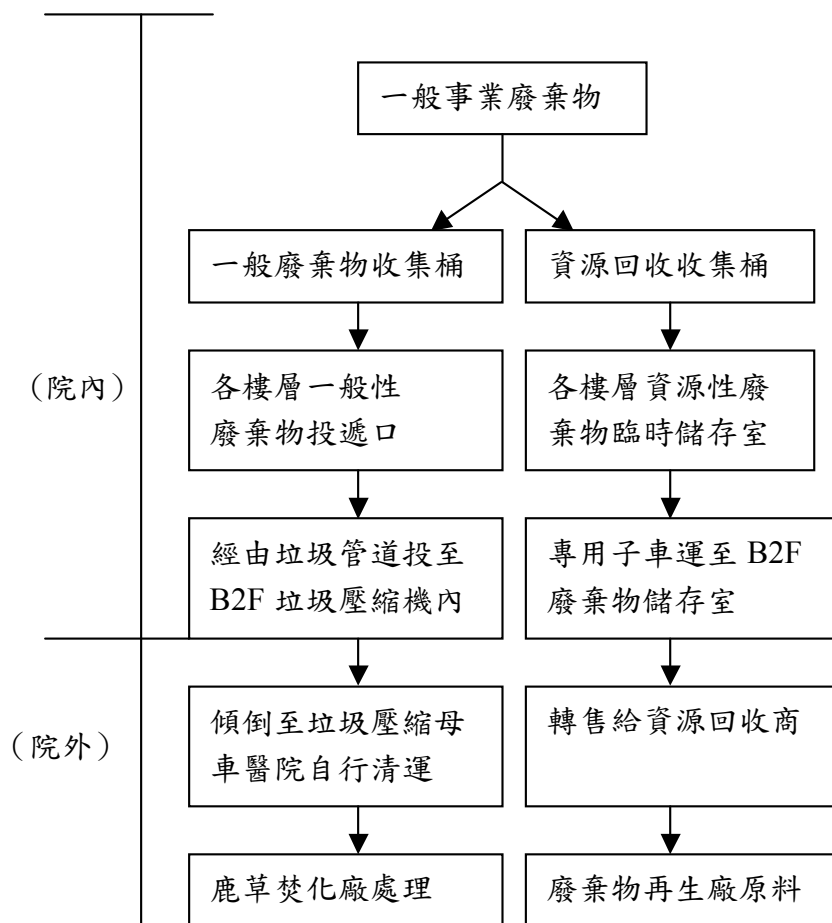 一般事業廢棄物
一般廢棄物收集桶
資源回收收集桶
(院內)
各樓層一般性
廢棄物投遞口
各樓層資源性廢
棄物臨時儲存室
經由垃圾管道投至
B2F 垃圾壓縮機內
專用子車運至 B2F
廢棄物儲存室
(院外)
傾倒至垃圾壓縮母
車醫院自行清運
轉售給資源回收商
鹿草焚化廠處理
廢棄物再生廠原料